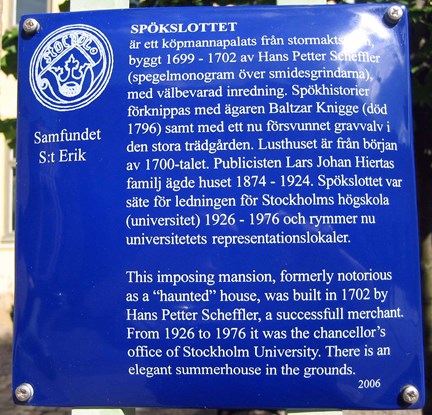 SPÖKSLOTTET
är ett köpmannapalats från
byggt 1699 - 1702 av Hans Petter Scheffler
(spegelmonogram över smidesgrindarna),
med välbevarad inredning. Spökhistorier
förknippas med ägaren Baltzar Knigge (död
1796) samt med ett nu försvunnet gravvalv i
den stora trädgården. Lusthuset är från början
av 1700-talet. Publicisten Lars Johan Hiertas
familj ägde huset 1874 - 1924. Spökslottet var
säte för ledningen för Stockholms högskola
(universitet) 1926 - 1976 och rymmer nu
universitetets representationslokaler.
This imposing mansion, formerly notorious
as a “haunted” house, was built in 1702 by
Hans Petter Scheffler, a successfull merchant.
From 1926 to 1976 it was the chancellor’s
office of Stockholm University. There is an
elegant summerhouse in the grounds.
2006
Samfundet
S:t Erik